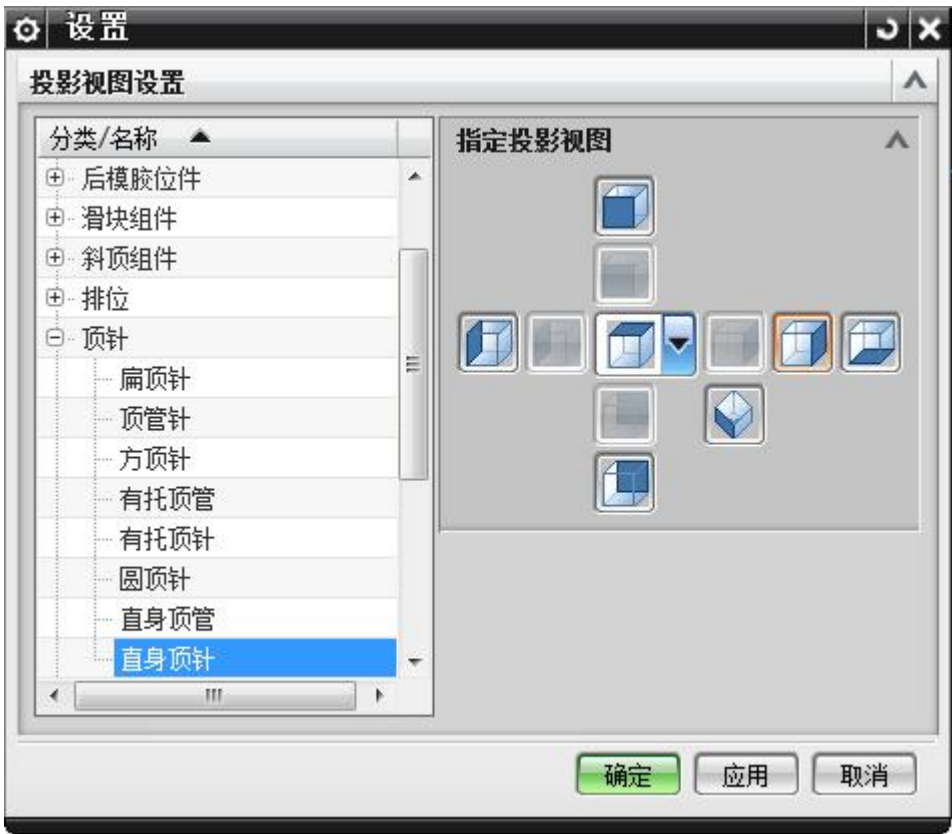 设置
投影视图设置
分类/名称
后模胶位件
滑块组件
斜顶组件
排位
顶针
扁顶针
顶管针
方顶针
有托顶管
有托顶针
圆顶针
直身顶管
直身顶针
指定投影视图
确定
应用
取消